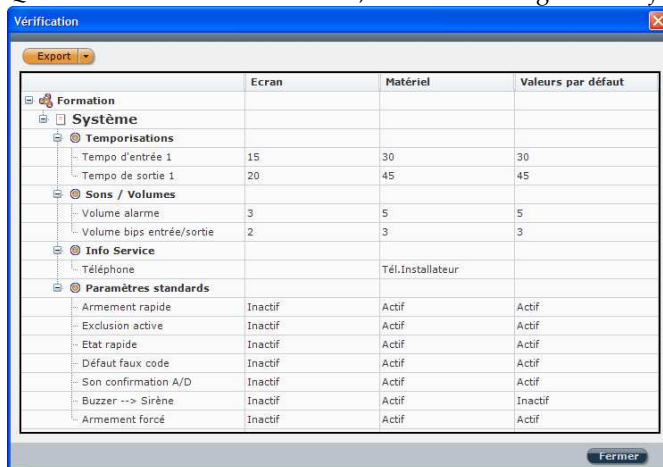 Vérification
Export
Ecran Matériel Valeurs par défaut
Formation
Système
Temporisations
Tempo d'entrée 1 15 30 30
Tempo de sortie 1 20 45 45
Sons / Volumes
Volume alarme 3 5 5
Volume bips entrée/sortie 2 3 3
Info Service
Téléphone Tél.Installateur
Paramètres standards
Armement rapide Inactif Actif Actif
Exclusion active Inactif Actif Actif
Etat rapide Inactif Actif Actif
Défaut faux code Inactif Actif Actif
Son confirmation A/D Inactif Actif Actif
Buzzer --> Sirène Inactif Actif Inactif
Armement forcé Inactif Actif Actif
Fermer